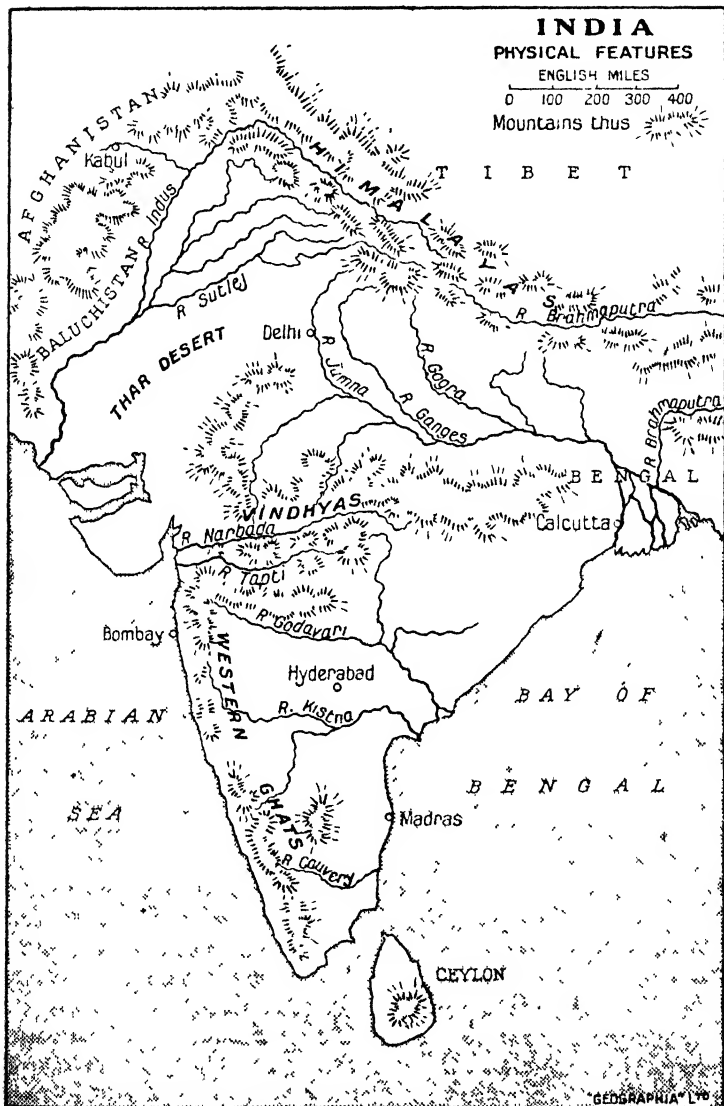 INDIA
PHYSICAL FEATURES
ENGLISH MILES
0 100 200 300 400
Mountains thus
AFGHANISTAN
Kabul
HIMALAYAS
TIBET
R Indus
BALUCHISTAN
R Sutlej
R Brahmaputra
THAR DESERT
Delhi
R Jumna
R Gogra
R Ganges
R Brahmaputra
BENGAL
VINDHYAS
R Narbada
Calcutta
R Tapti
R Godavari
Bombay
WESTERN GHATS
Hyderabad
R. Kistna
ARABIAN
SEA
BAY OF
BENGAL
Madras
R Cauvery
CEYLON
"GEOGRAPHIA" LTD